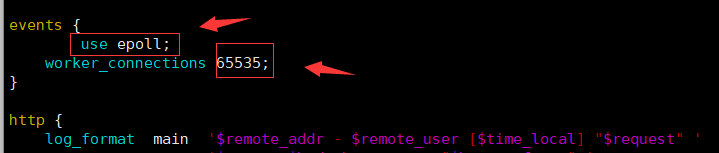 events {
use epoll;
worker_connections 65535;
}
http {
log_format main '$remote_addr - $remote_user [$time_local] "$request" '